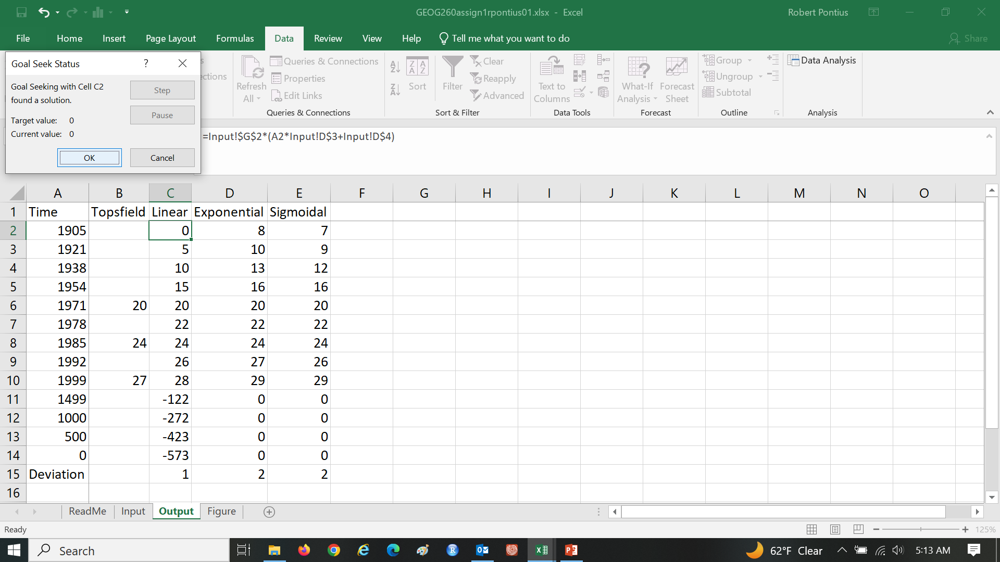 GEOG260assign1rpontius01.xlsx - Excel
Robert Pontius
File Home Insert Page Layout Formulas Data Review View Help Tell me what you want to do Share
Goal Seek Status ?
Goal Seeking with Cell C2
found a solution.
Target value: 0
Current value: 0
Step
Pause
OK Cancel
Refresh
All
Queries & Connections
Properties
Edit Links
Queries & Connections
Sort
Filter
Clear
Reapply
Advanced
Sort & Filter
Text to
Columns
Data Tools
What-If
Analysis
Forecast
Sheet
Forecast
Group
Ungroup
Subtotal
Outline
Data Analysis
Analysis
=Input!$G$2*(A2*Input!D$3+Input!D$4)
A B C D E F G H I J K L M N O
1 Time Topsfield Linear Exponential Sigmoidal
2 1905 0 8 7
3 1921 5 10 9
4 1938 10 13 12
5 1954 15 16 16
6 1971 20 20 20 20
7 1978 22 22 22
8 1985 24 24 24 24
9 1992 26 27 26
10 1999 27 28 29 29
11 1499 -122 0 0
12 1000 -272 0 0
13 500 -423 0 0
14 0 -573 0 0
15 Deviation 1 2 2
16
ReadMe Input Output Figure
Ready
125%
Search
62°F Clear
5:13 AM